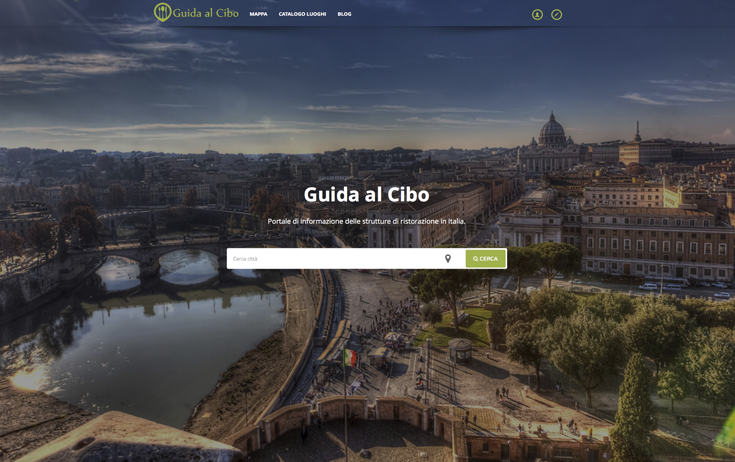 Guida al Cibo
MAPPA
CATALOGO LUOGHI
BLOG
Guida al Cibo
Portale di informazione delle strutture di ristorazione in Italia.
Cerca città
CERCA